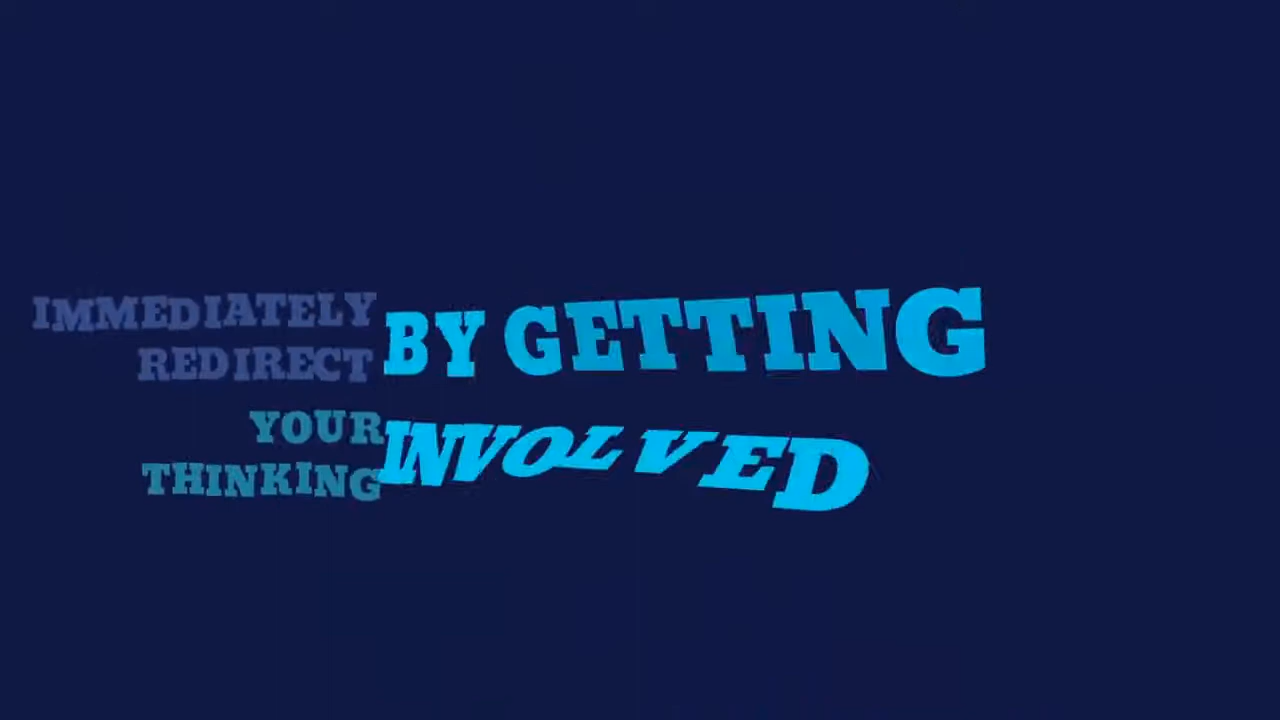 IMMEDIATELY
REDIRECT
YOUR
THINKING
BY GETTING
INVOLVED